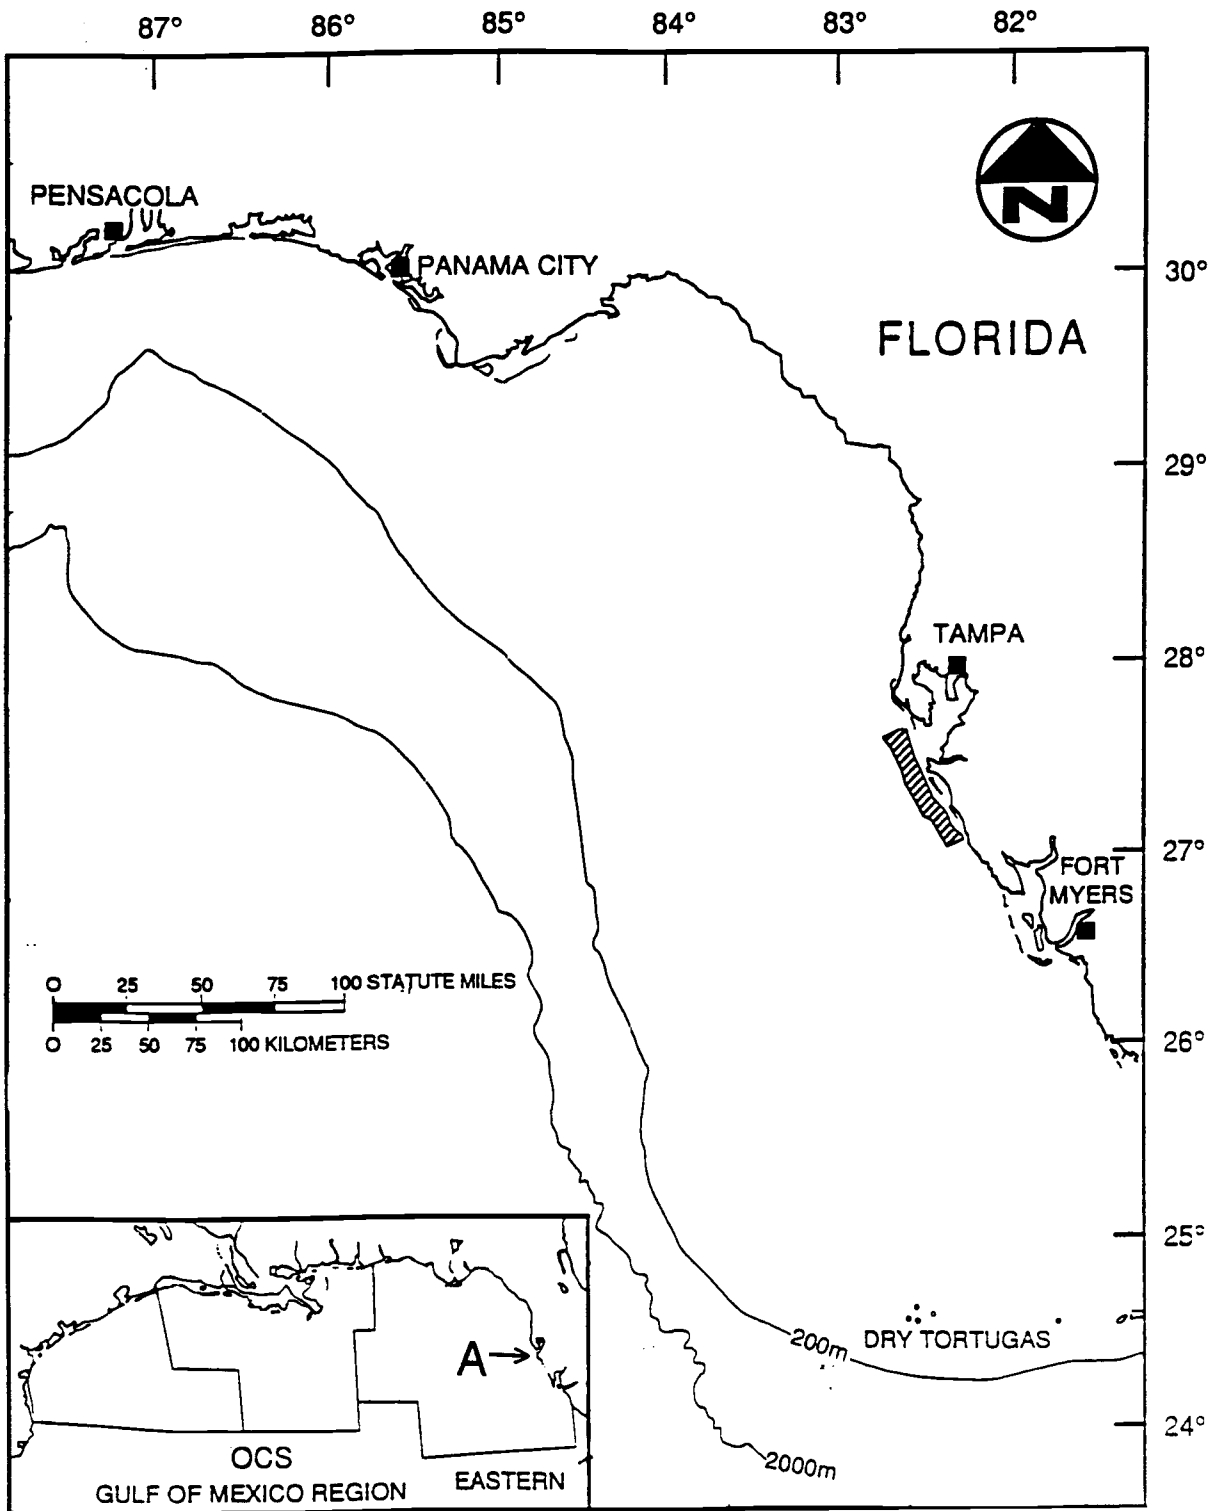 87° 86° 85° 84° 83° 82°
N
PENSACOLA
PANAMA CITY
30°
FLORIDA
29°
TAMPA
28°
27°
FORT
MYERS
0 25 50 75 100 STATUTE MILES
0 25 50 75 100 KILOMETERS
26°
25°
DRY TORTUGAS
200m
A
24°
2000m
OCS
GULF OF MEXICO REGION
EASTERN